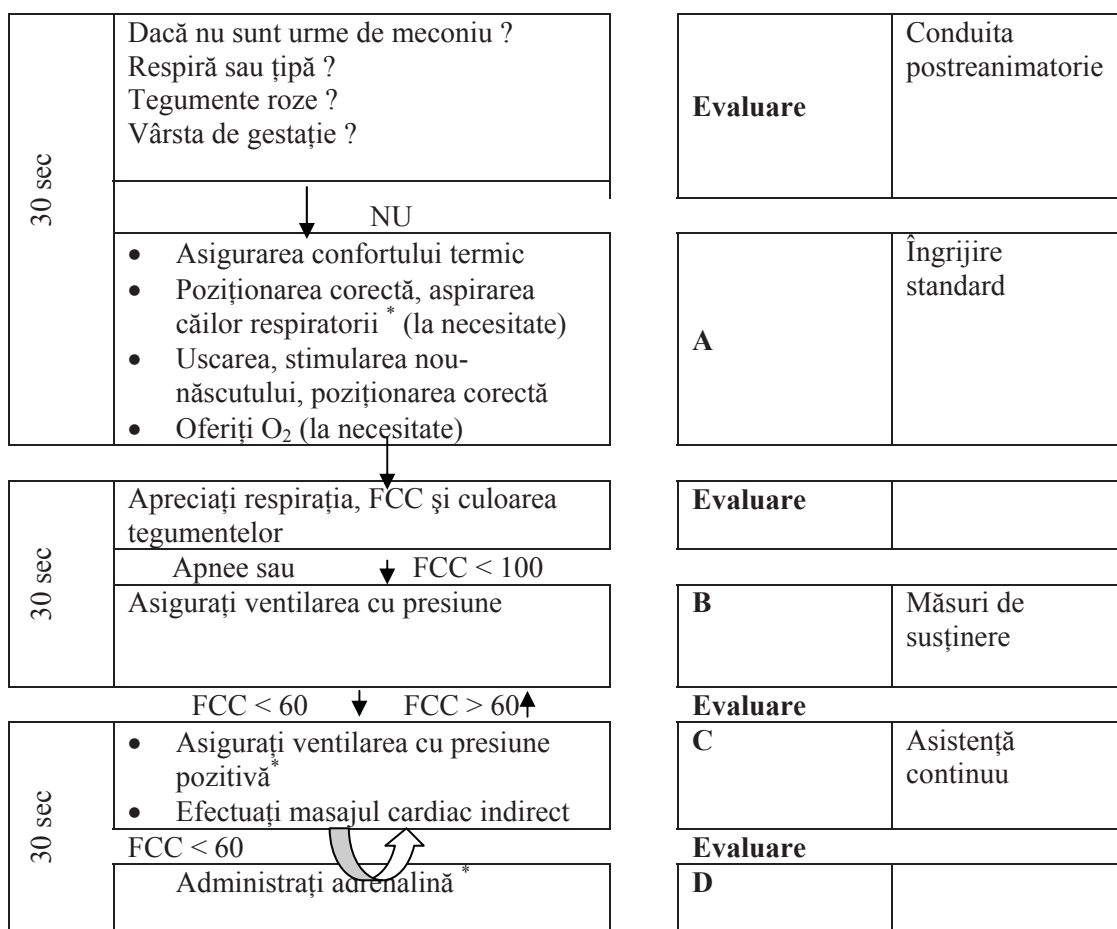 30 sec
Dacă nu sunt urme de meconiu ?
Respiră sau țipă ?
Tegumente roze ?
Vârsta de gestație ?
NU
• Asigurarea confortului termic
• Poziționarea corectă, aspirarea
căilor respiratorii * (la necesitate)
• Uscarea, stimularea nou-
născutului, poziționarea corectă
• Oferiți O₂ (la necesitate)
Evaluare
Conduita
postreanimatorie
A
Îngrijire
standard
30 sec
Apreciați respirația, FCC şi culoarea
tegumentelor
Evaluare
Apnee sau FCC < 100
Asigurați ventilarea cu presiune
B
Măsuri de
susținere
FCC < 60 FCC > 60
Evaluare
30 sec
• Asigurați ventilarea cu presiune
pozitivă*
• Efectuați masajul cardiac indirect
C
Asistență
continuu
FCC < 60
Evaluare
Administrați adrenalină *
D